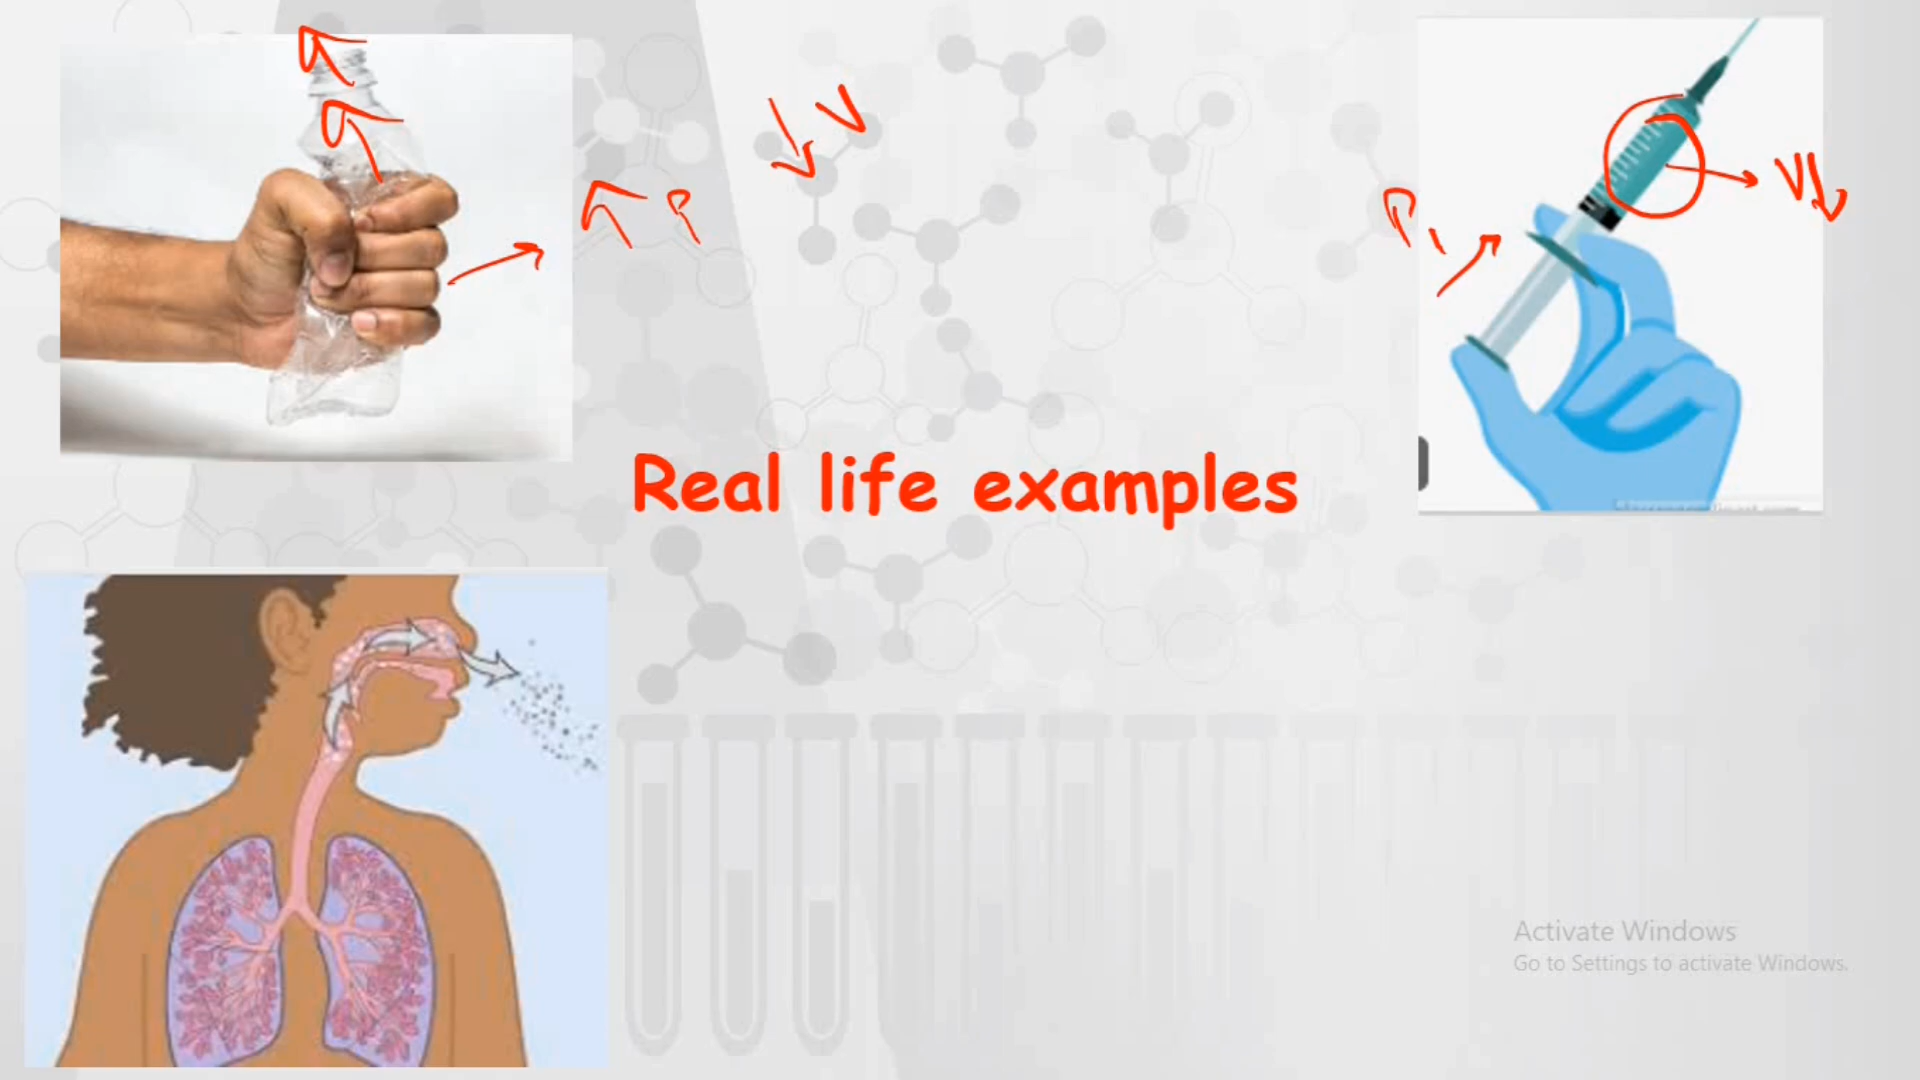 ↓ V
↑ P
P ↑
V↓
Real life examples
Activate Windows
Go to Settings to activate Windows.